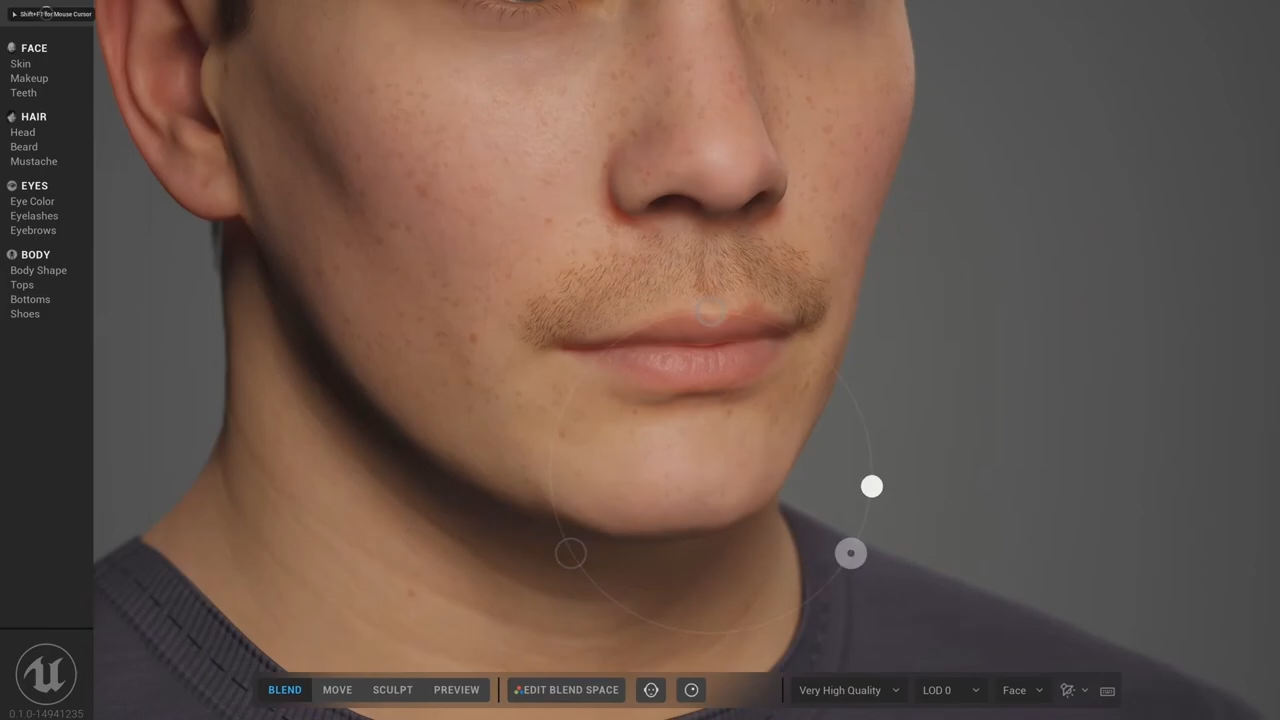 Shift+F1 for Mouse Cursor
FACE
Skin
Makeup
Teeth
HAIR
Head
Beard
Mustache
EYES
Eye Color
Eyelashes
Eyebrows
BODY
Body Shape
Tops
Bottoms
Shoes
BLEND MOVE SCULPT PREVIEW EDIT BLEND SPACE Very High Quality LOD 0 Face
0.1.0-14941235